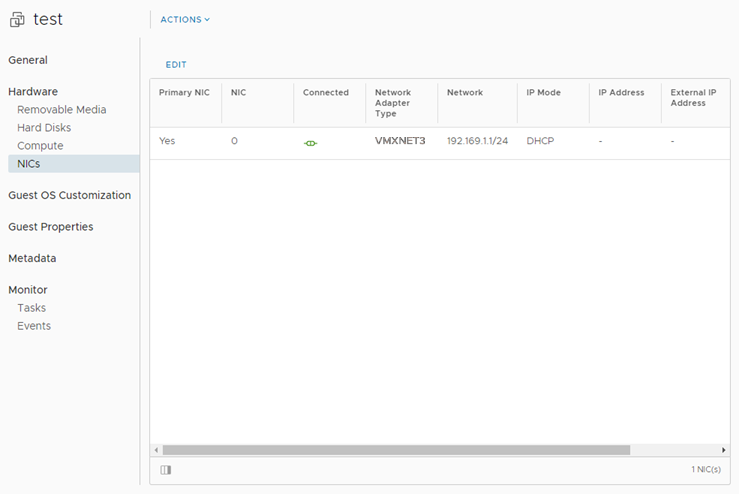 test
ACTIONS
General
Hardware
Removable Media
Hard Disks
Compute
NICs
Guest OS Customization
Guest Properties
Metadata
Monitor
Tasks
Events
EDIT
Primary NIC NIC Connected Network Adapter Type Network IP Mode IP Address External IP Address
Yes 0 VMXNET3 192.169.1.1/24 DHCP - -
1 NIC(s)